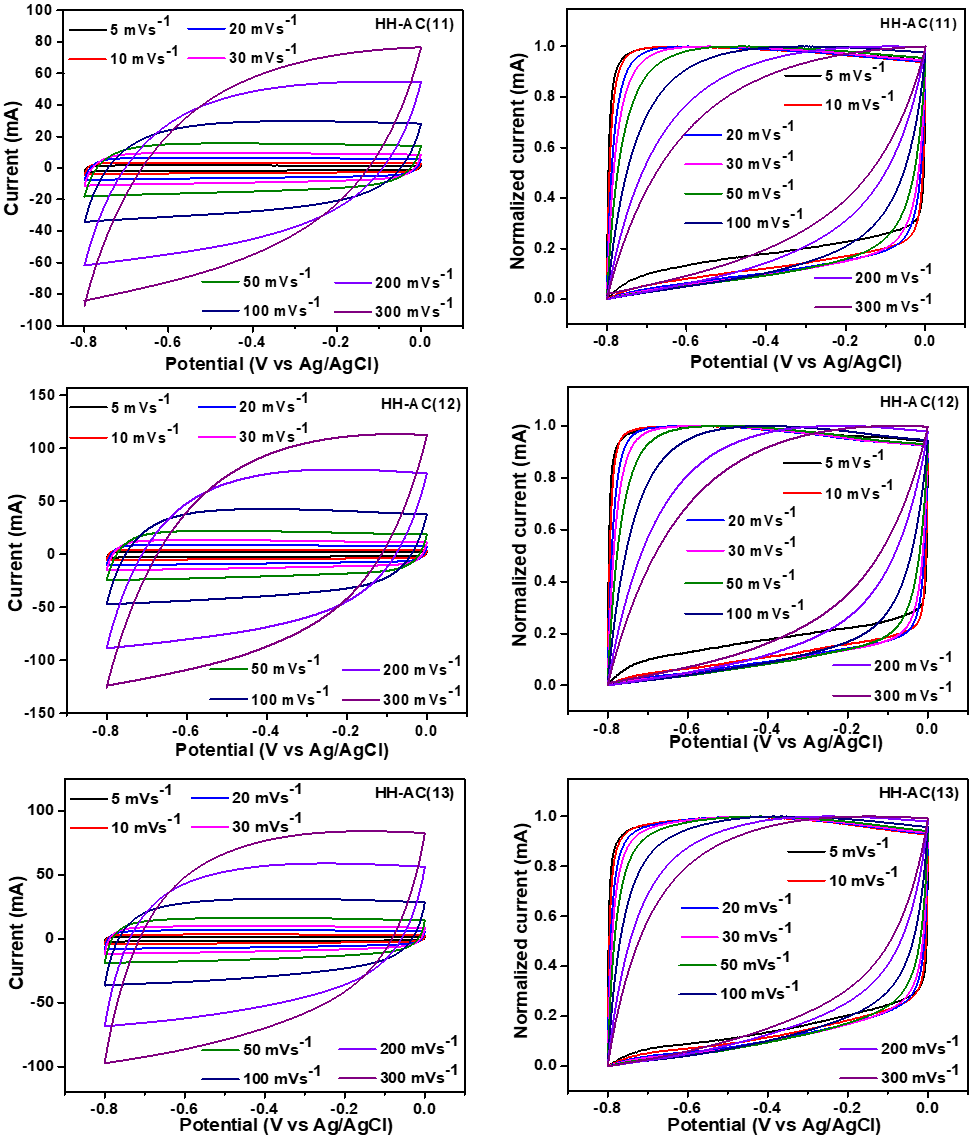 100
80
60
40
20
0
-20
-40
-60
-80
-100
-0.8 -0.6 -0.4 -0.2 0.0
Current (mA)
Potential (V vs Ag/AgCl)
5 mVs-1 20 mVs-1 HH-AC(11)
10 mVs-1 30 mVs-1
50 mVs-1 200 mVs-1
100 mVs-1 300 mVs-1
1.0
0.8
0.6
0.4
0.2
0.0
-0.8 -0.6 -0.4 -0.2 0.0
Normalized current (mA)
Potential (V vs Ag/AgCl)
HH-AC(11)
5 mVs-1
10 mVs-1
20 mVs-1
30 mVs-1
50 mVs-1
100 mVs-1
200 mVs-1
300 mVs-1
150
100
50
0
-50
-100
-150
-0.8 -0.6 -0.4 -0.2 0.0
Current (mA)
Potential (V vs Ag/AgCl)
5 mVs-1 20 mVs-1 HH-AC(12)
10 mVs-1 30 mVs-1
50 mVs-1 200 mVs-1
100 mVs-1 300 mVs-1
1.0
0.8
0.6
0.4
0.2
0.0
-0.8 -0.6 -0.4 -0.2 0.0
Normalized current (mA)
Potential (V vs Ag/AgCl)
HH-AC(12)
5 mVs-1
10 mVs-1
20 mVs-1
30 mVs-1
50 mVs-1
100 mVs-1
200 mVs-1
300 mVs-1
100
50
0
-50
-100
-0.8 -0.6 -0.4 -0.2 0.0
Current (mA)
Potential (V vs Ag/AgCl)
5 mVs-1 20 mVs-1 HH-AC(13)
10 mVs-1 30 mVs-1
50 mVs-1 200 mVs-1
100 mVs-1 300 mVs-1
1.0
0.8
0.6
0.4
0.2
0.0
-0.8 -0.6 -0.4 -0.2 0.0
Normalized current (mA)
Potential (V vs Ag/AgCl)
HH-AC(13)
5 mVs-1
10 mVs-1
20 mVs-1
30 mVs-1
50 mVs-1
100 mVs-1
200 mVs-1
300 mVs-1